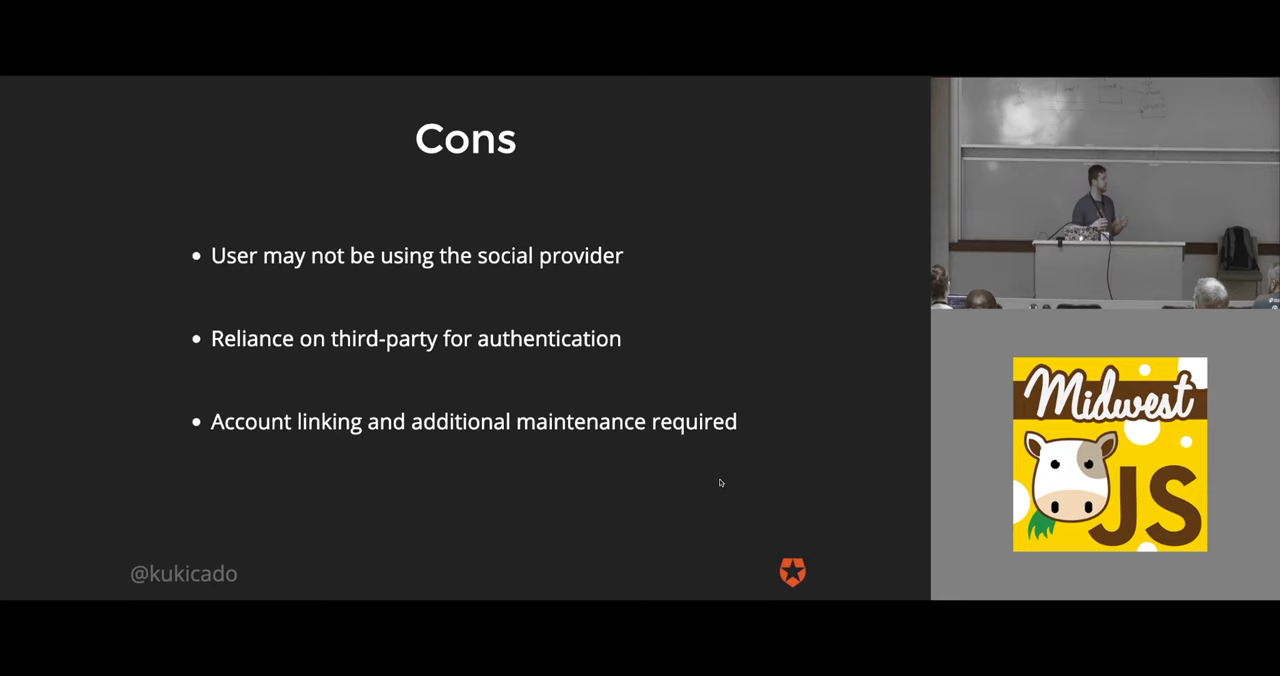 Cons
User may not be using the social provider
Reliance on third-party for authentication
Account linking and additional maintenance required
@kukicado
Midwest
JS